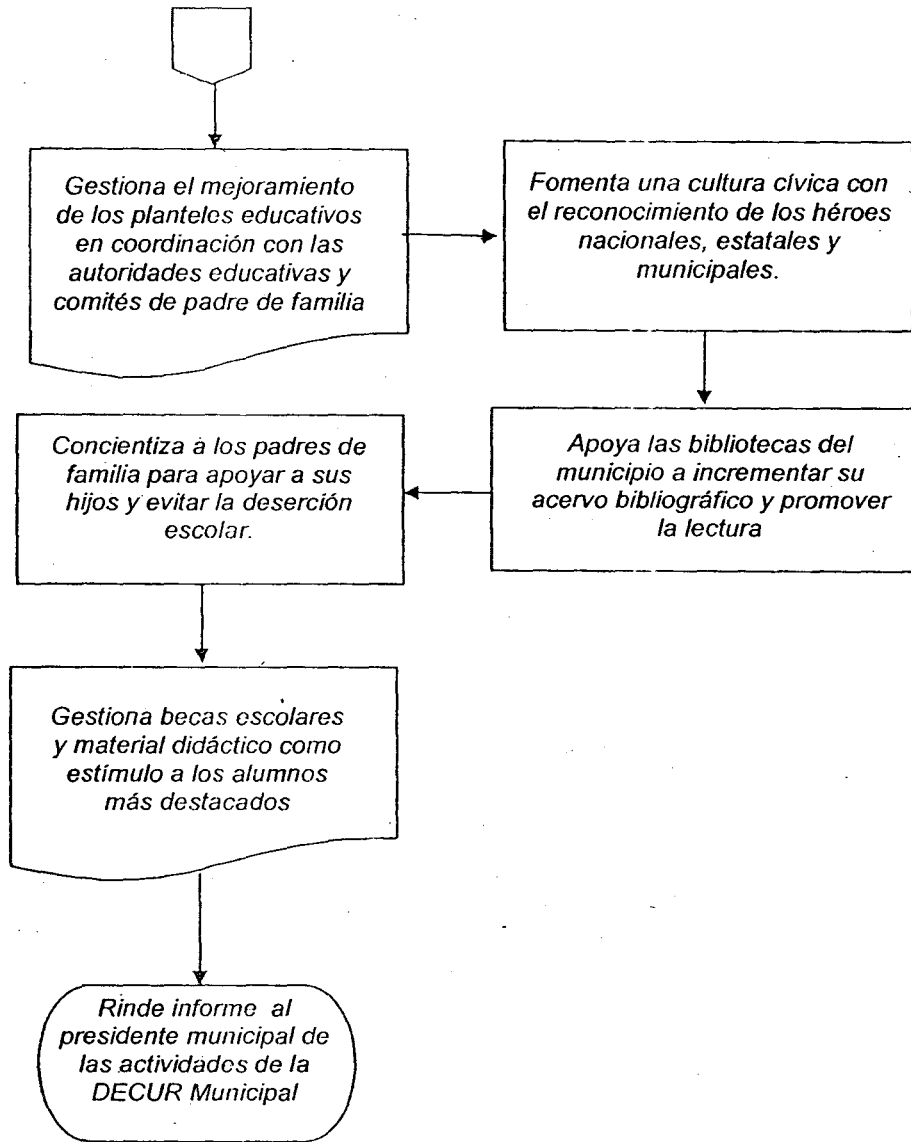 Gestiona el mejoramiento
de los planteles educativos
en coordinación con las
autoridades educativas y
comités de padre de familia
Fomenta una cultura cívica con
el reconocimiento de los héroes
nacionales, estatales y
municipales.
Apoya las bibliotecas del
municipio a incrementar su
acervo bibliográfico y promover
la lectura
Concientiza a los padres de
familia para apoyar a sus
hijos y evitar la deserción
escolar.
Gestiona becas escolares
y material didáctico como
estímulo a los alumnos
más destacados
Rinde informe al
presidente municipal de
las actividades de la
DECUR Municipal